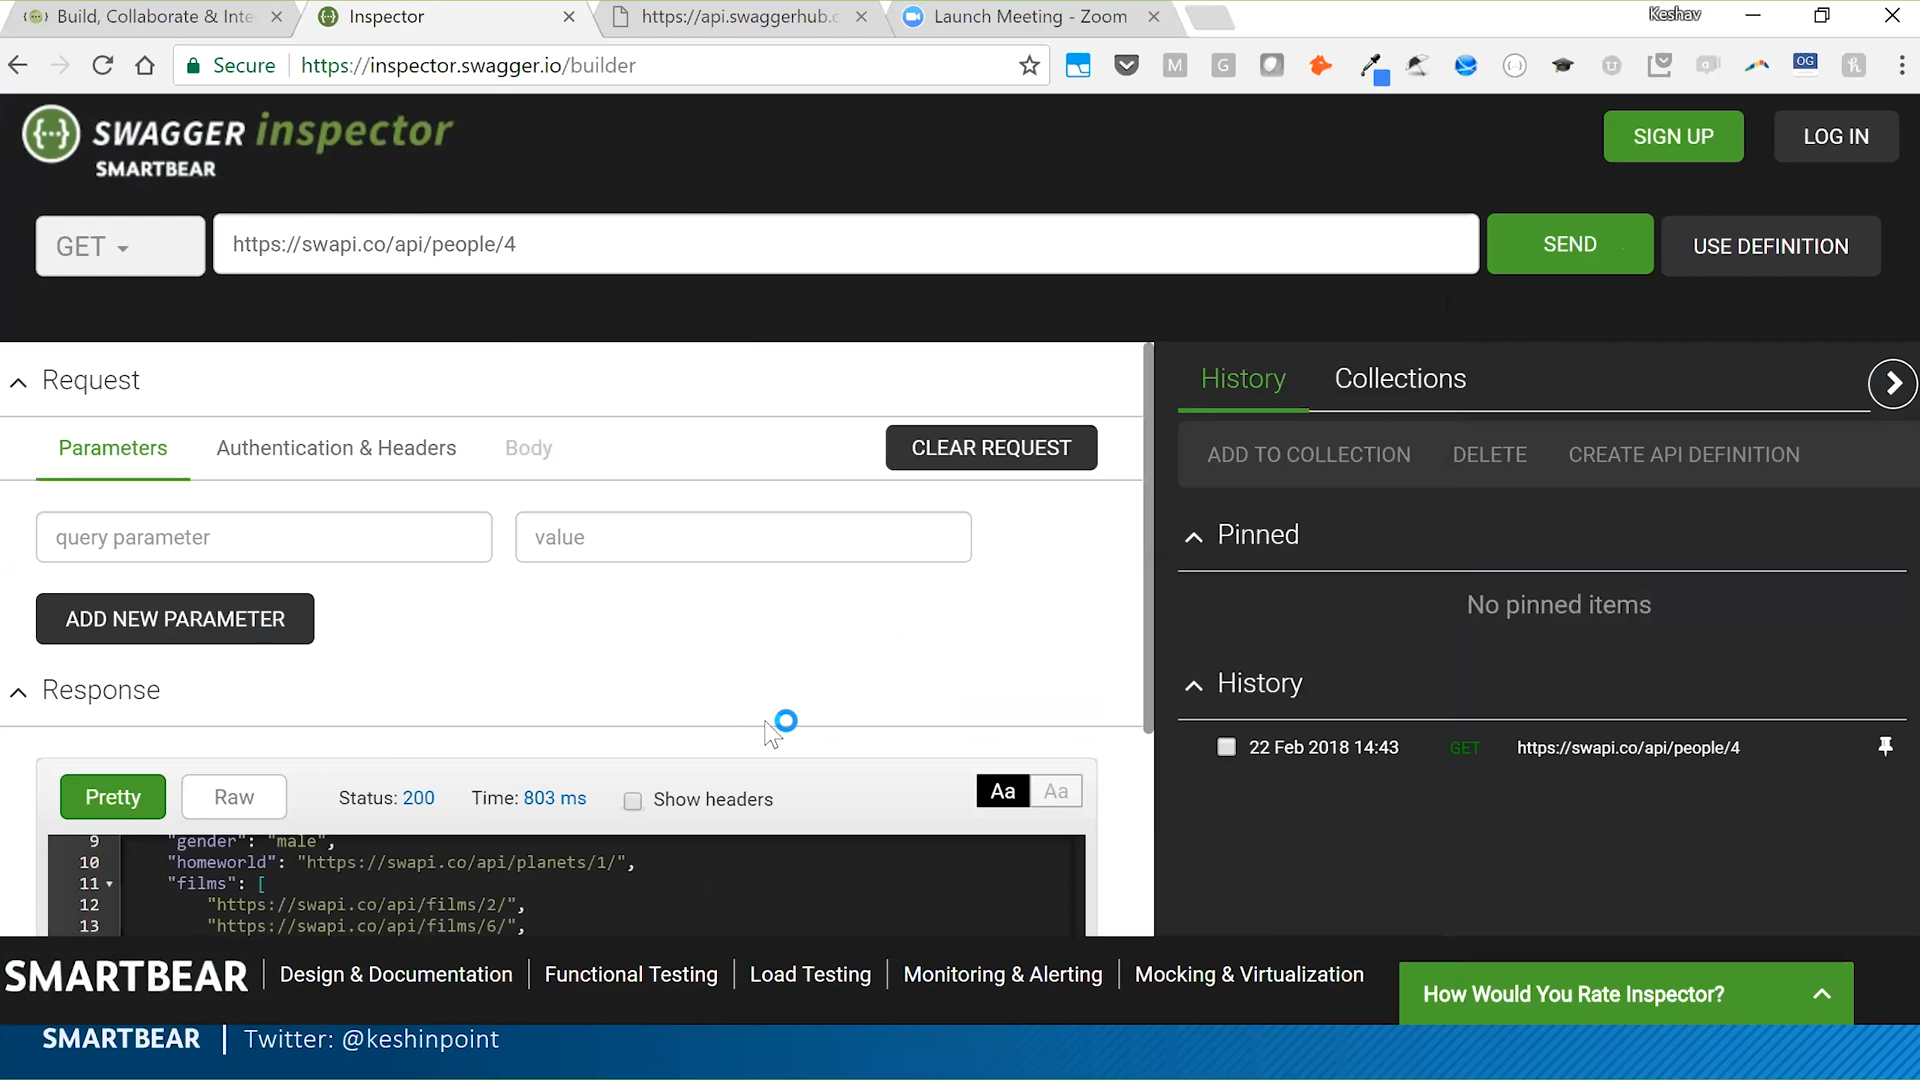 Build, Collaborate & Inte
Inspector
https://api.swaggerhub.c
Launch Meeting - Zoom
Keshav
Secure
https://inspector.swagger.io/builder
SWAGGER inspector
SMARTBEAR
SIGN UP
LOG IN
GET
https://swapi.co/api/people/4
SEND
USE DEFINITION
Request
Parameters
Authentication & Headers
Body
CLEAR REQUEST
query parameter
value
ADD NEW PARAMETER
Response
Pretty
Raw
Status: 200
Time: 803 ms
Show headers
Aa
Aa
9 "gender": "male",
10 "homeworld": "https://swapi.co/api/planets/1/",
11 "films": [
12 "https://swapi.co/api/films/2/",
13 "https://swapi.co/api/films/6/",
History
Collections
ADD TO COLLECTION
DELETE
CREATE API DEFINITION
Pinned
No pinned items
History
22 Feb 2018 14:43
GET
https://swapi.co/api/people/4
SMARTBEAR
Design & Documentation
Functional Testing
Load Testing
Monitoring & Alerting
Mocking & Virtualization
How Would You Rate Inspector?
SMARTBEAR | Twitter: @keshinpoint